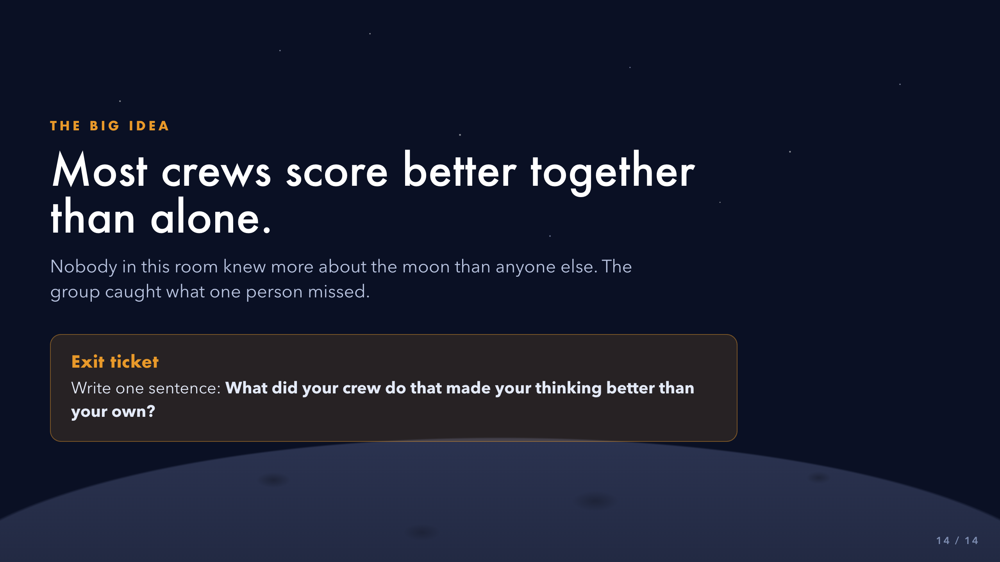 THE BIG IDEA
Most crews score better together
than alone.
Nobody in this room knew more about the moon than anyone else. The
group caught what one person missed.
Exit ticket
Write one sentence: What did your crew do that made your thinking better than
your own?
14 / 14